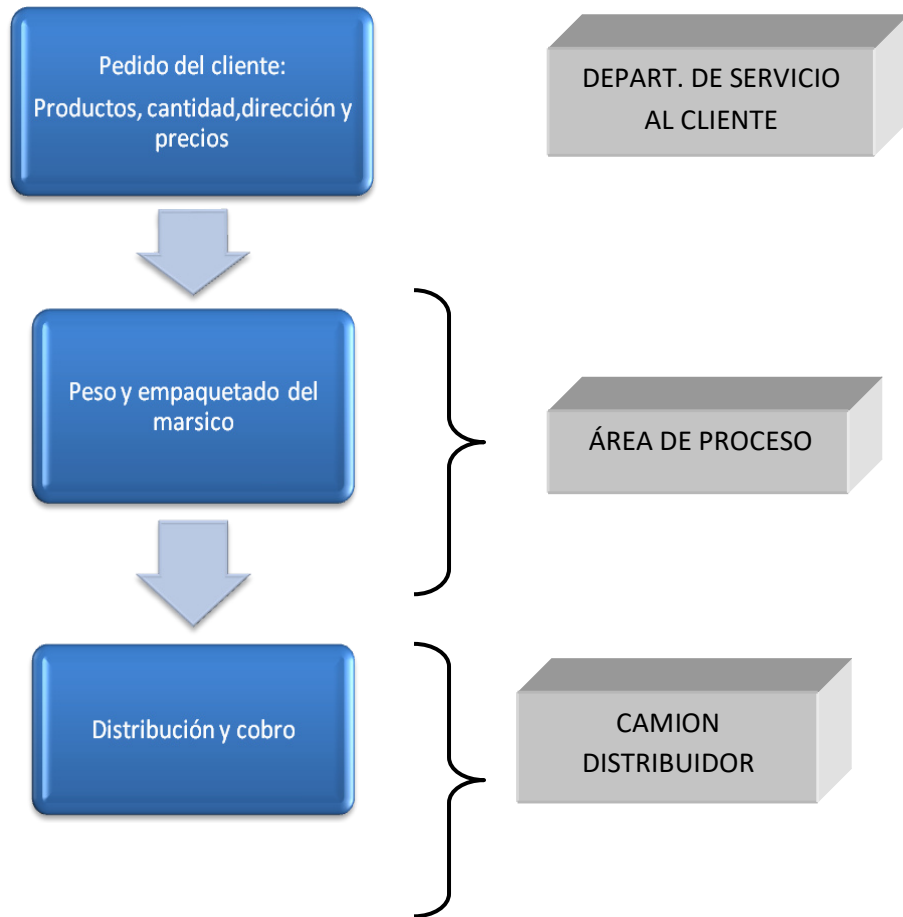 Pedido del cliente:
Productos, cantidad,dirección y
precios
DEPART. DE SERVICIO
AL CLIENTE
Peso y empaquetado del
marsico
ÁREA DE PROCESO
Distribución y cobro
CAMION
DISTRIBUIDOR